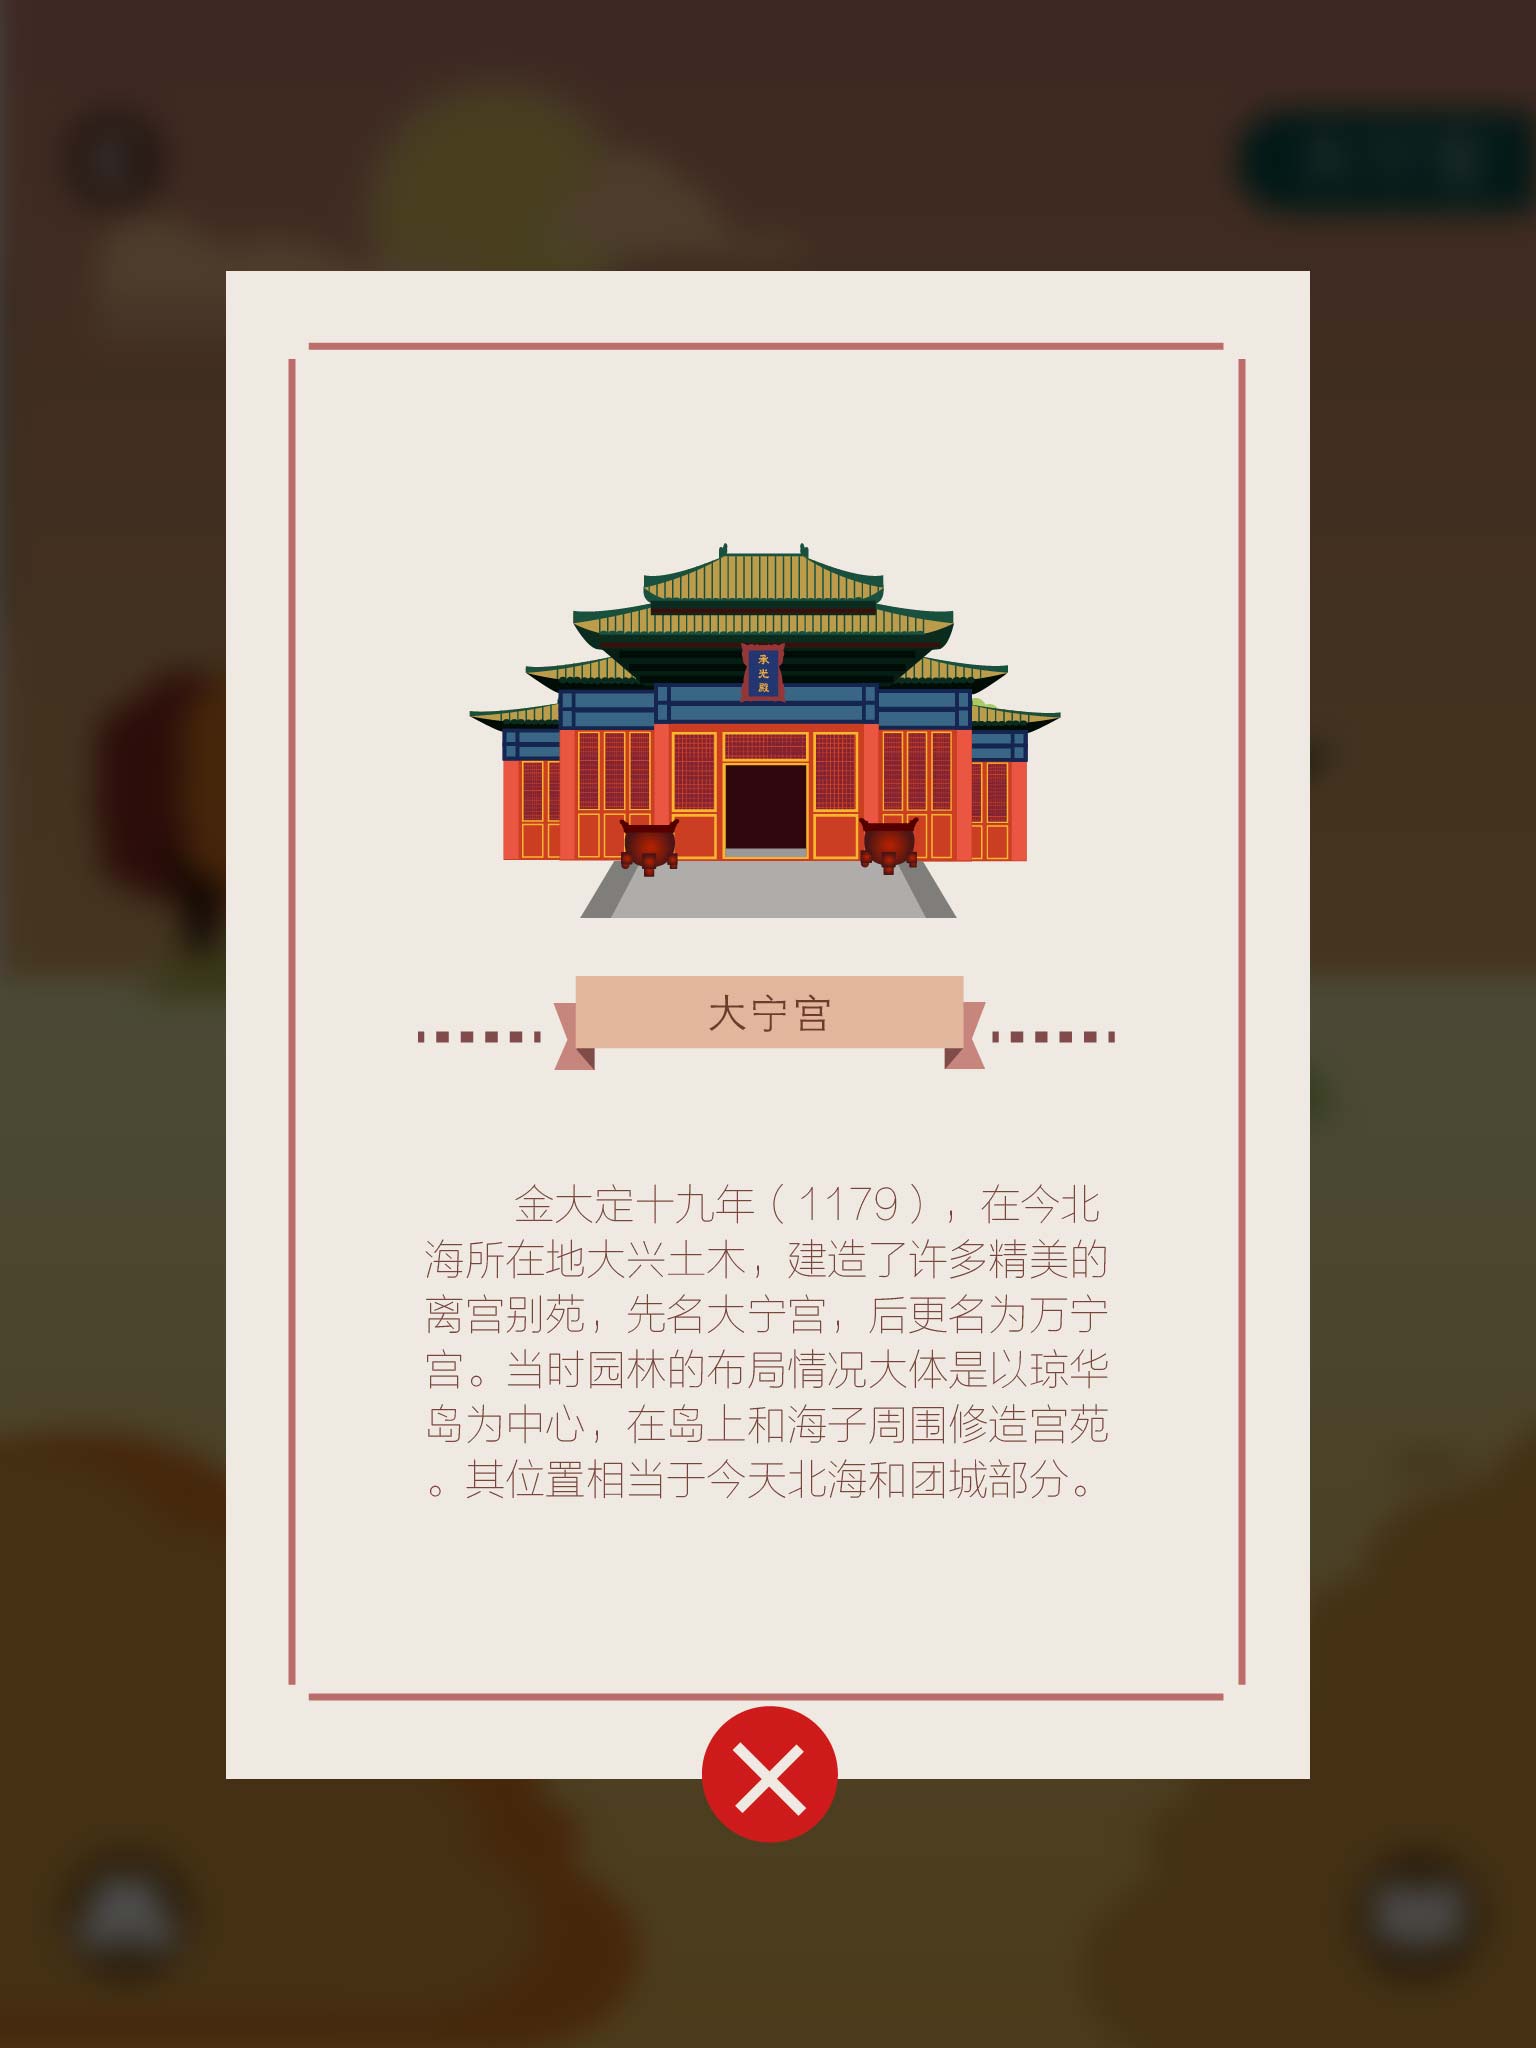 承光殿
大宁宫
金大定十九年（1179），在今北
海所在地大兴土木，建造了许多精美的
离宫别苑，先名大宁宫，后更名为万宁
宫。当时园林的布局情况大体是以琼华
岛为中心，在岛上和海子周围修造宫苑
。其位置相当于今天北海和团城部分。